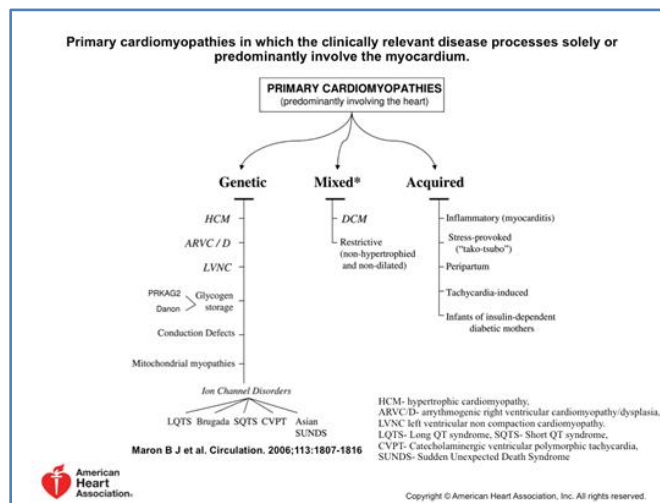 Primary cardiomyopathies in which the clinically relevant disease processes solely or
predominantly involve the myocardium.
PRIMARY CARDIOMYOPATHIES
(predominantly involving the heart)
Genetic
HCM
ARVC / D
LVNC
PRKAG2
Danon
Glycogen
storage
Conduction Defects
Mitochondrial myopathies
Ion Channel Disorders
LQTS Brugada SQTS CVPT Asian
SUNDS
Mixed*
DCM
Restrictive
(non-hypertrophied
and non-dilated)
Acquired
Inflammatory (myocarditis)
Stress-provoked
("tako-tsubo")
Peripartum
Tachycardia-induced
Infants of insulin-dependent
diabetic mothers
HCM- hypertrophic cardiomyopathy,
ARVC/D- arrythmogenic right ventricular cardiomyopathy/dysplasia,
LVNC left ventricular non compaction cardiomyopathy.
LQTS- Long QT syndrome, SQTS- Short QT syndrome,
CVPT- Catecholaminergic ventricular polymorphic tachycardia,
SUNDS- Sudden Unexpected Death Syndrome
Maron B J et al. Circulation. 2006;113:1807-1816
American
Heart
Association®
Copyright © American Heart Association, Inc. All rights reserved.